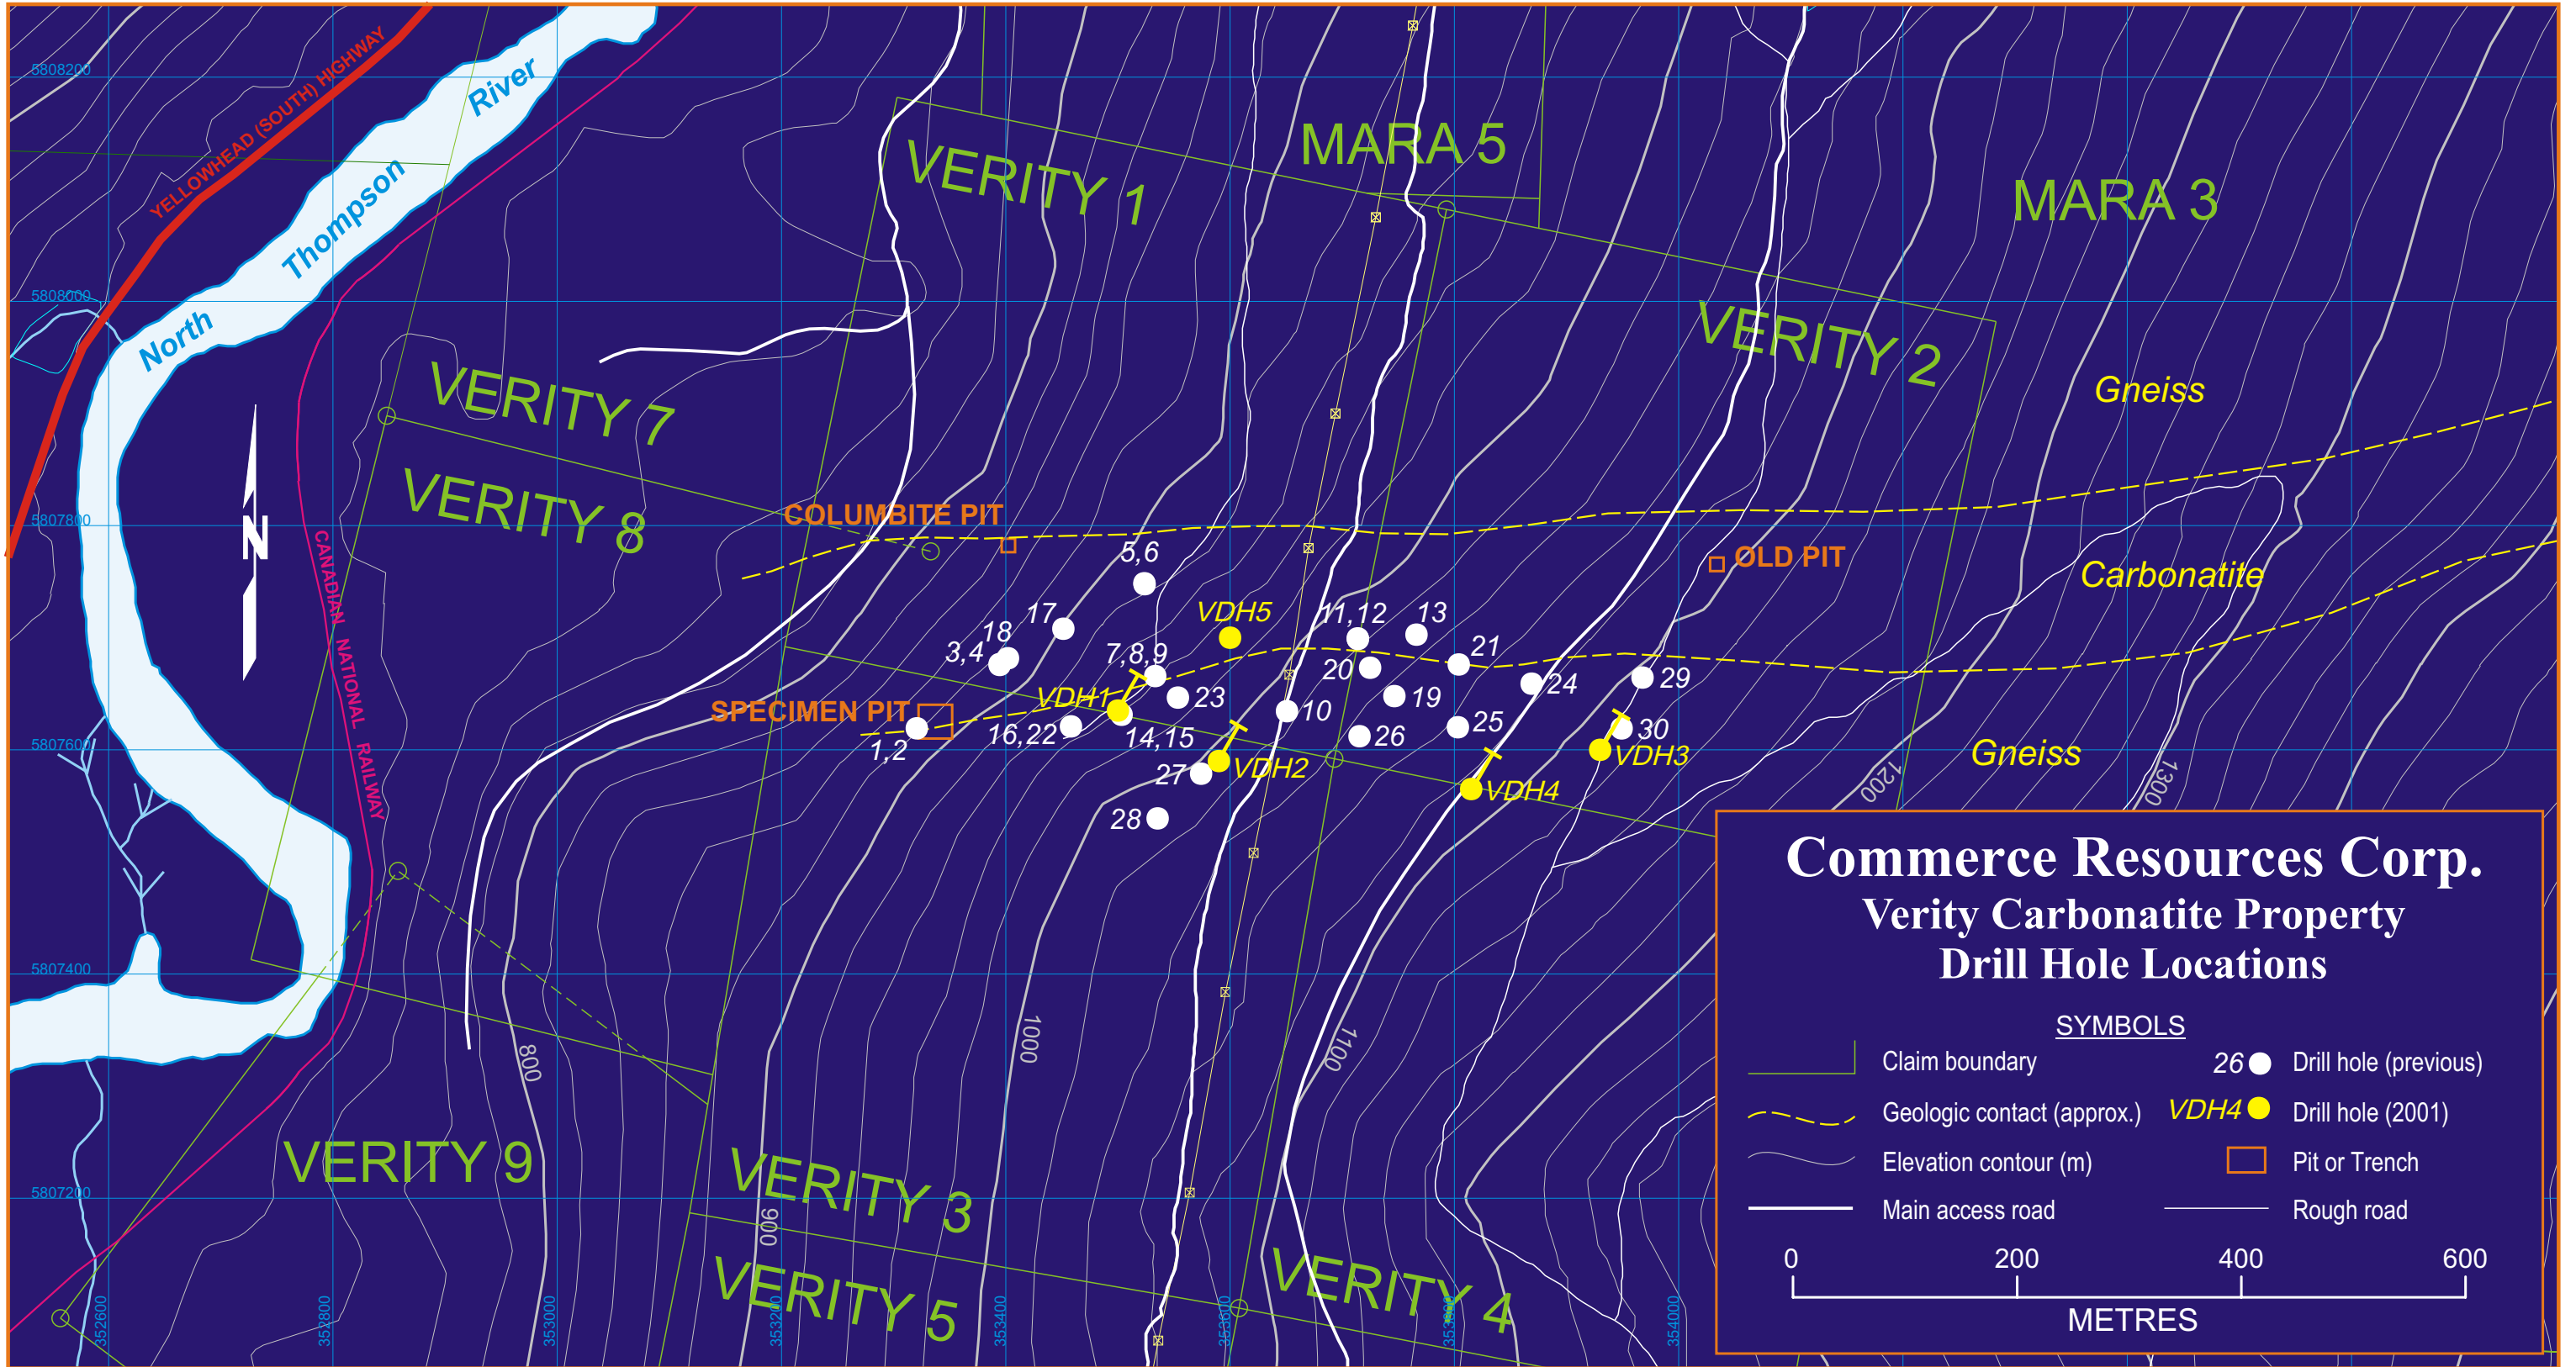 5808200
5808000
5807800
5807600
5807400
5807200
352600
352800
353000
353200
353400
353600
353800
354000
YELLOWHEAD (SOUTH) HIGHWAY
North Thompson River
CANADIAN NATIONAL RAILWAY
N
VERITY 1
MARA 5
MARA 3
VERITY 2
VERITY 7
VERITY 8
VERITY 9
VERITY 3
VERITY 5
VERITY 4
Gneiss
Carbonatite
Gneiss
COLUMBITE PIT
OLD PIT
SPECIMEN PIT
5,6
17
18
3,4
VDH5
11,12
13
7,8,9
20
21
VDH1
23
19
24
29
1,2
16,22
14,15
10
26
25
30
27
VDH2
VDH3
28
VDH4
800
900
1000
1100
1200
1300
Commerce Resources Corp.
Verity Carbonatite Property
Drill Hole Locations
SYMBOLS
Claim boundary
26 Drill hole (previous)
Geologic contact (approx.)
VDH4 Drill hole (2001)
Elevation contour (m)
Pit or Trench
Main access road
Rough road
0 200 400 600
METRES